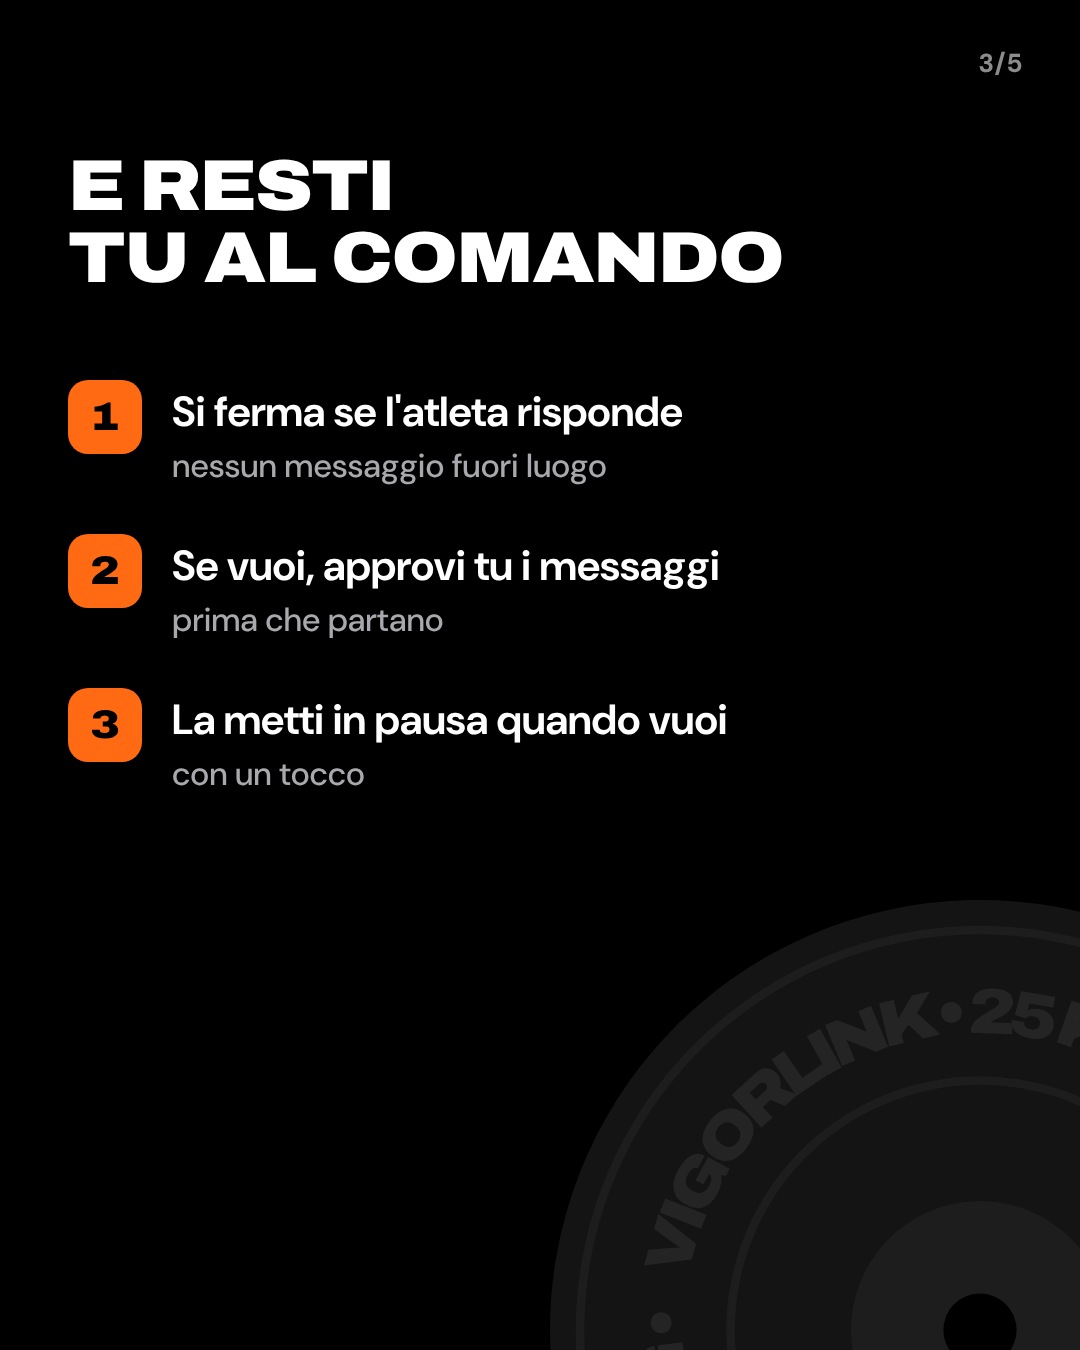 3/5
E RESTI
TU AL COMANDO
1
Si ferma se l'atleta risponde
nessun messaggio fuori luogo
2
Se vuoi, approvi tu i messaggi
prima che partano
3
La metti in pausa quando vuoi
con un tocco
VIGORLINK • 25